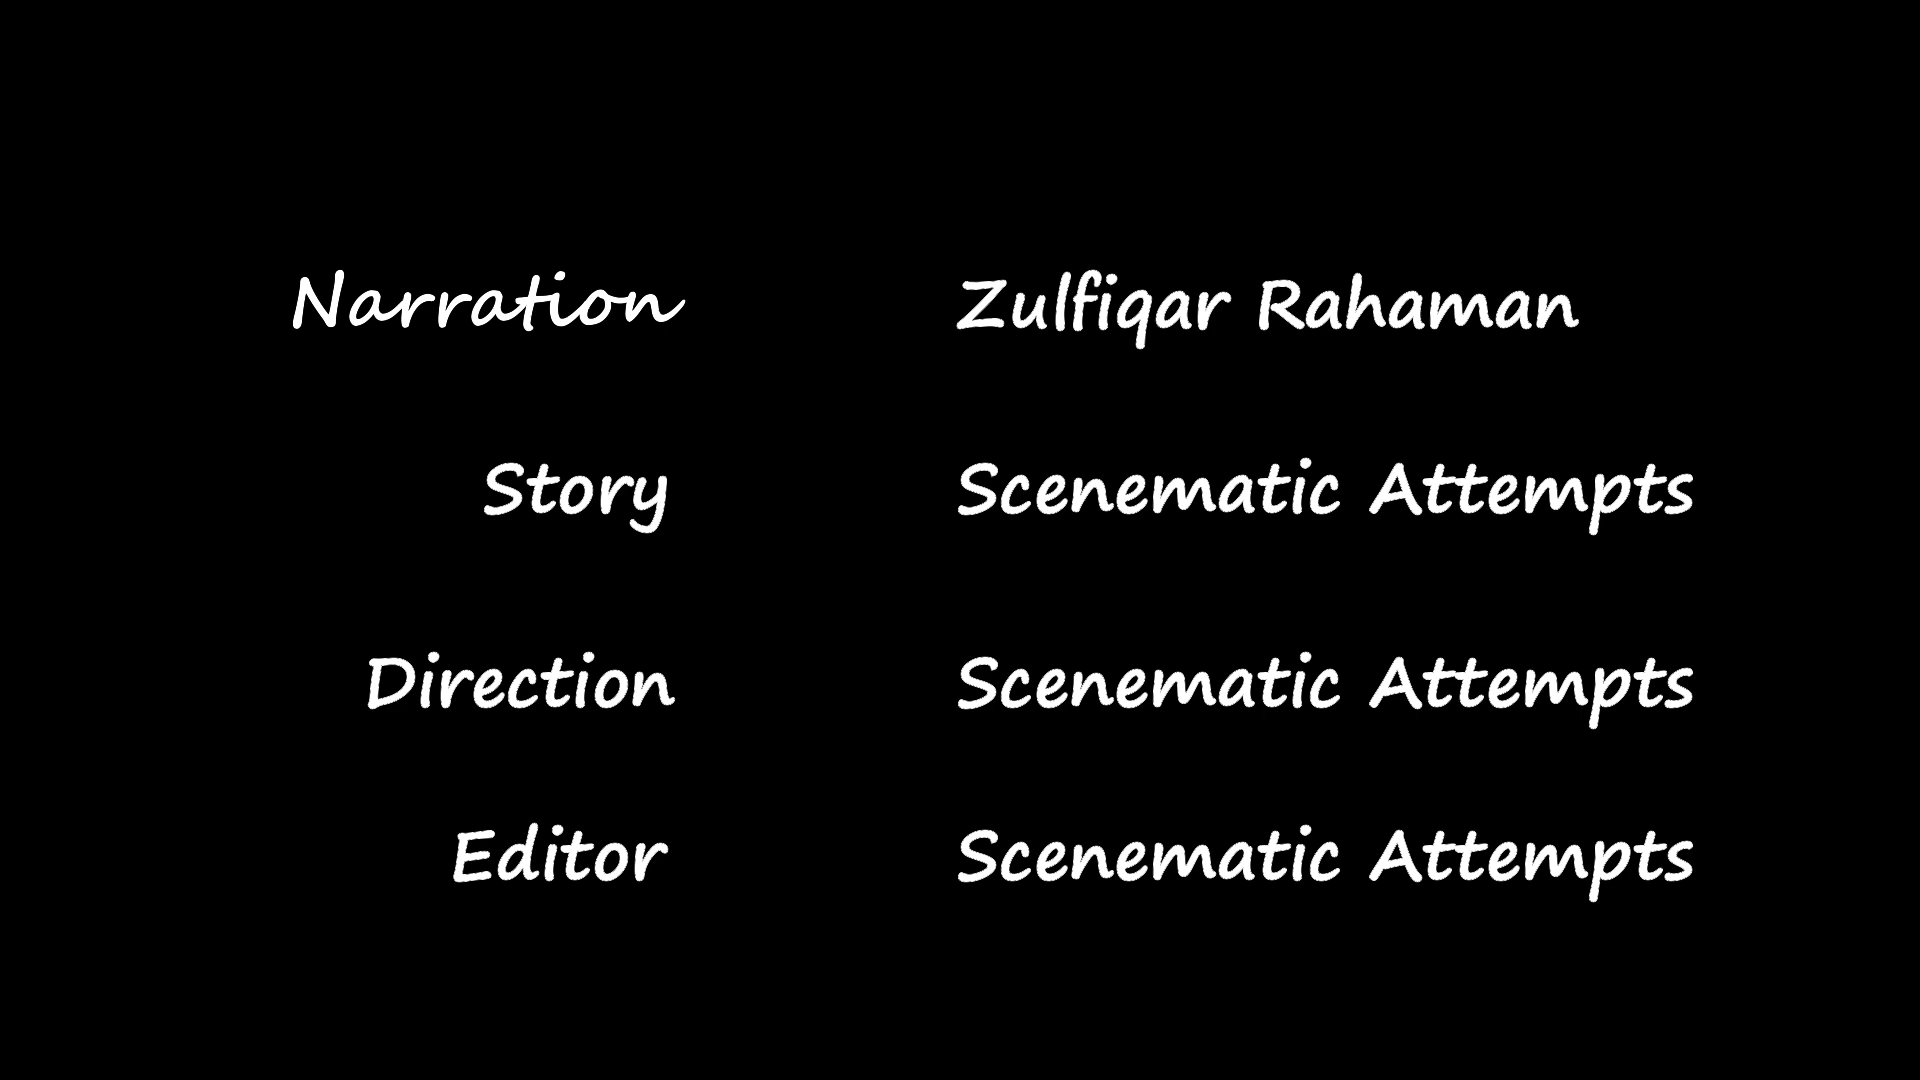 Narration Zulfiqar Rahaman
Story Scenematic Attempts
Direction Scenematic Attempts
Editor Scenematic Attempts